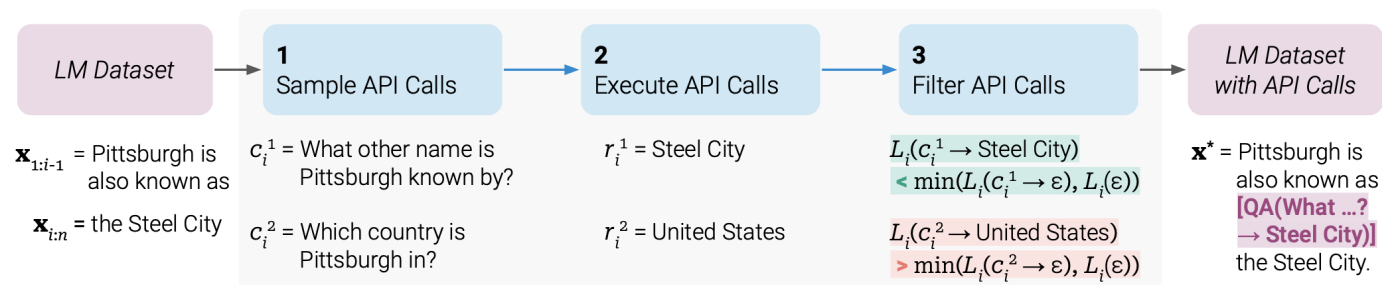 LM Dataset
1
Sample API Calls
2
Execute API Calls
3
Filter API Calls
LM Dataset
with API Calls
x1:i-1 = Pittsburgh is
also known as
xi:n = the Steel City
ci1 = What other name is
Pittsburgh known by?
ci2 = Which country is
Pittsburgh in?
ri1 = Steel City
ri2 = United States
Li(ci1 → Steel City)
< min(Li(ci1 → ε), Li(ε))
Li(ci2 → United States)
> min(Li(ci2 → ε), Li(ε))
x* = Pittsburgh is
also known as
[QA(What ...?
→ Steel City)]
the Steel City.